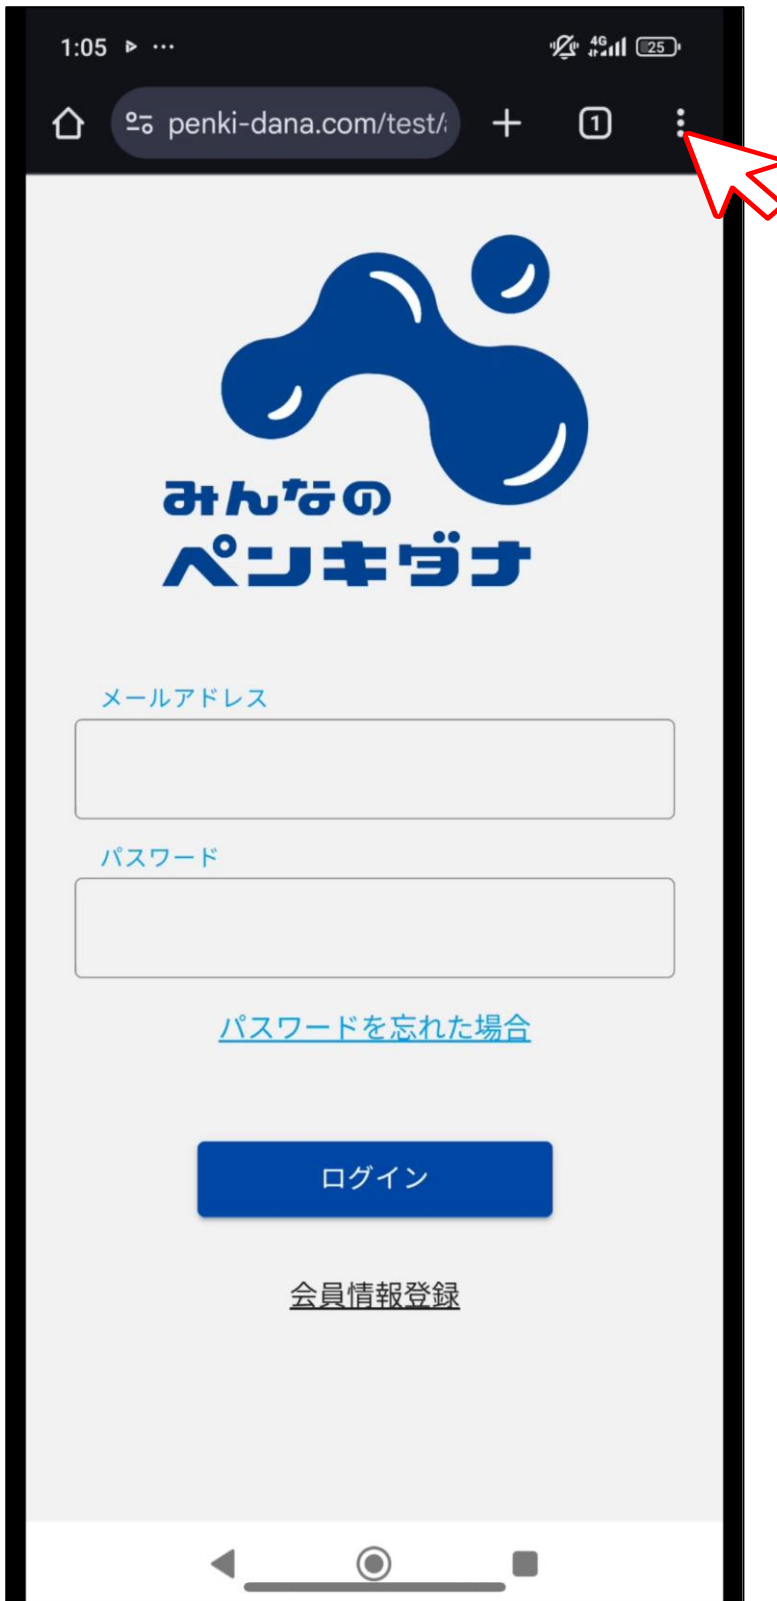 1:05
4G
25
penki-dana.com/test/
1
みんなの
ペンキダナ
メールアドレス
パスワード
パスワードを忘れた場合
ログイン
会員情報登録